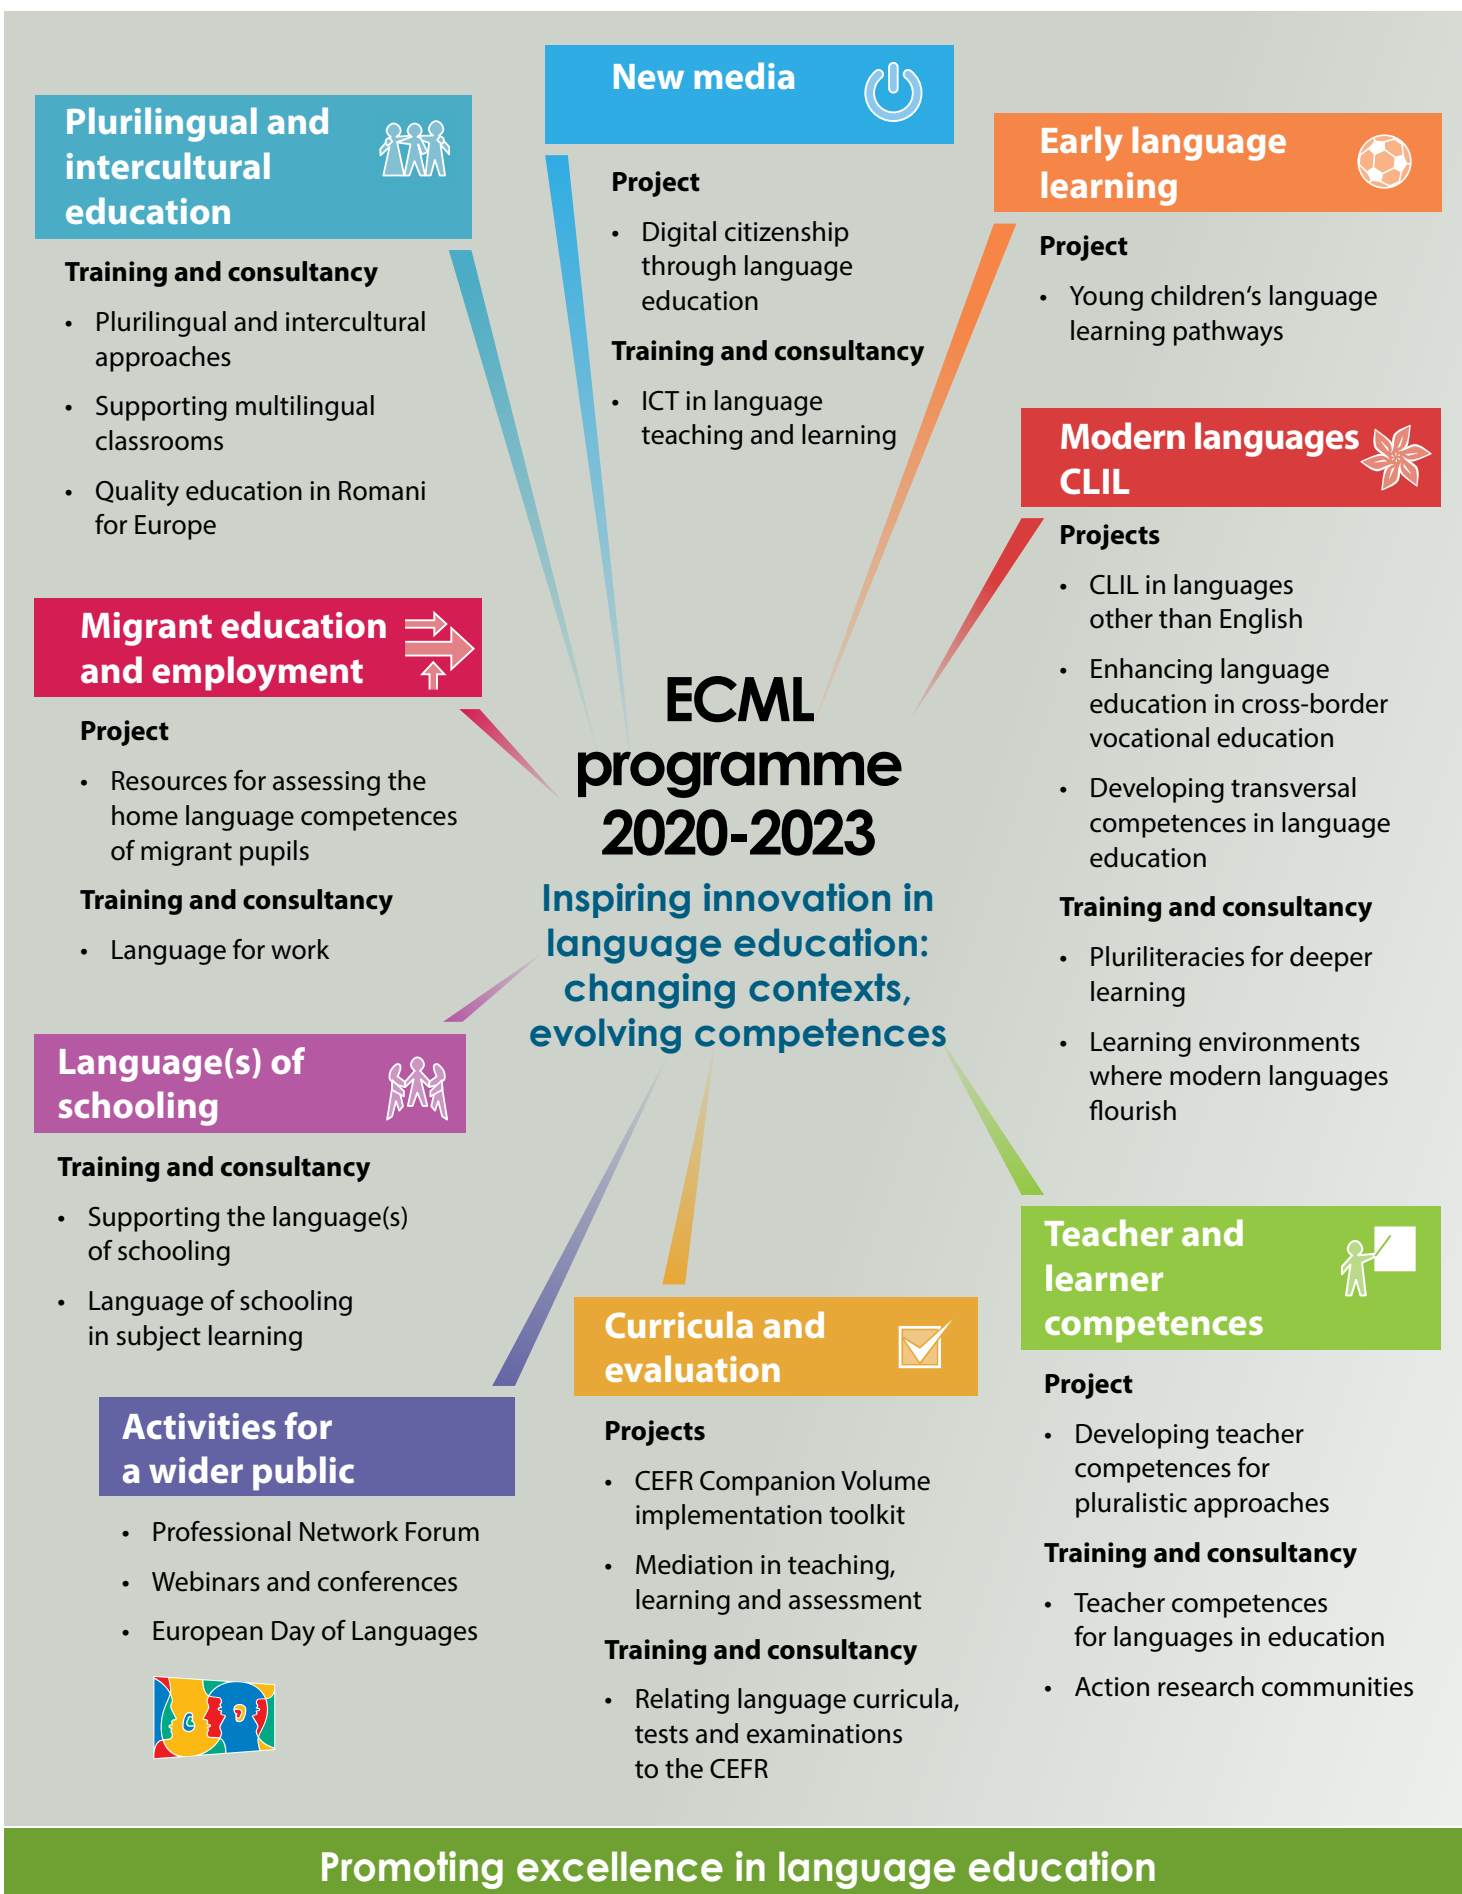 New media
Project
• Digital citizenship
through language
education
Training and consultancy
• ICT in language
teaching and learning
Plurilingual and
intercultural
education
Training and consultancy
• Plurilingual and intercultural
approaches
• Supporting multilingual
classrooms
• Quality education in Romani
for Europe
Early language
learning
Project
• Young children‘s language
learning pathways
Modern languages
CLIL
Projects
• CLIL in languages
other than English
• Enhancing language
education in cross-border
vocational education
• Developing transversal
competences in language
education
Training and consultancy
• Pluriliteracies for deeper
learning
• Learning environments
where modern languages
flourish
Migrant education
and employment
Project
• Resources for assessing the
home language competences
of migrant pupils
Training and consultancy
• Language for work
ECML
programme
2020-2023
Inspiring innovation in
language education:
changing contexts,
evolving competences
Language(s) of
schooling
Training and consultancy
• Supporting the language(s)
of schooling
• Language of schooling
in subject learning
Teacher and
learner
competences
Project
• Developing teacher
competences for
pluralistic approaches
Training and consultancy
• Teacher competences
for languages in education
• Action research communities
Curricula and
evaluation
Projects
• CEFR Companion Volume
implementation toolkit
• Mediation in teaching,
learning and assessment
Training and consultancy
• Relating language curricula,
tests and examinations
to the CEFR
Activities for
a wider public
• Professional Network Forum
• Webinars and conferences
• European Day of Languages
Promoting excellence in language education